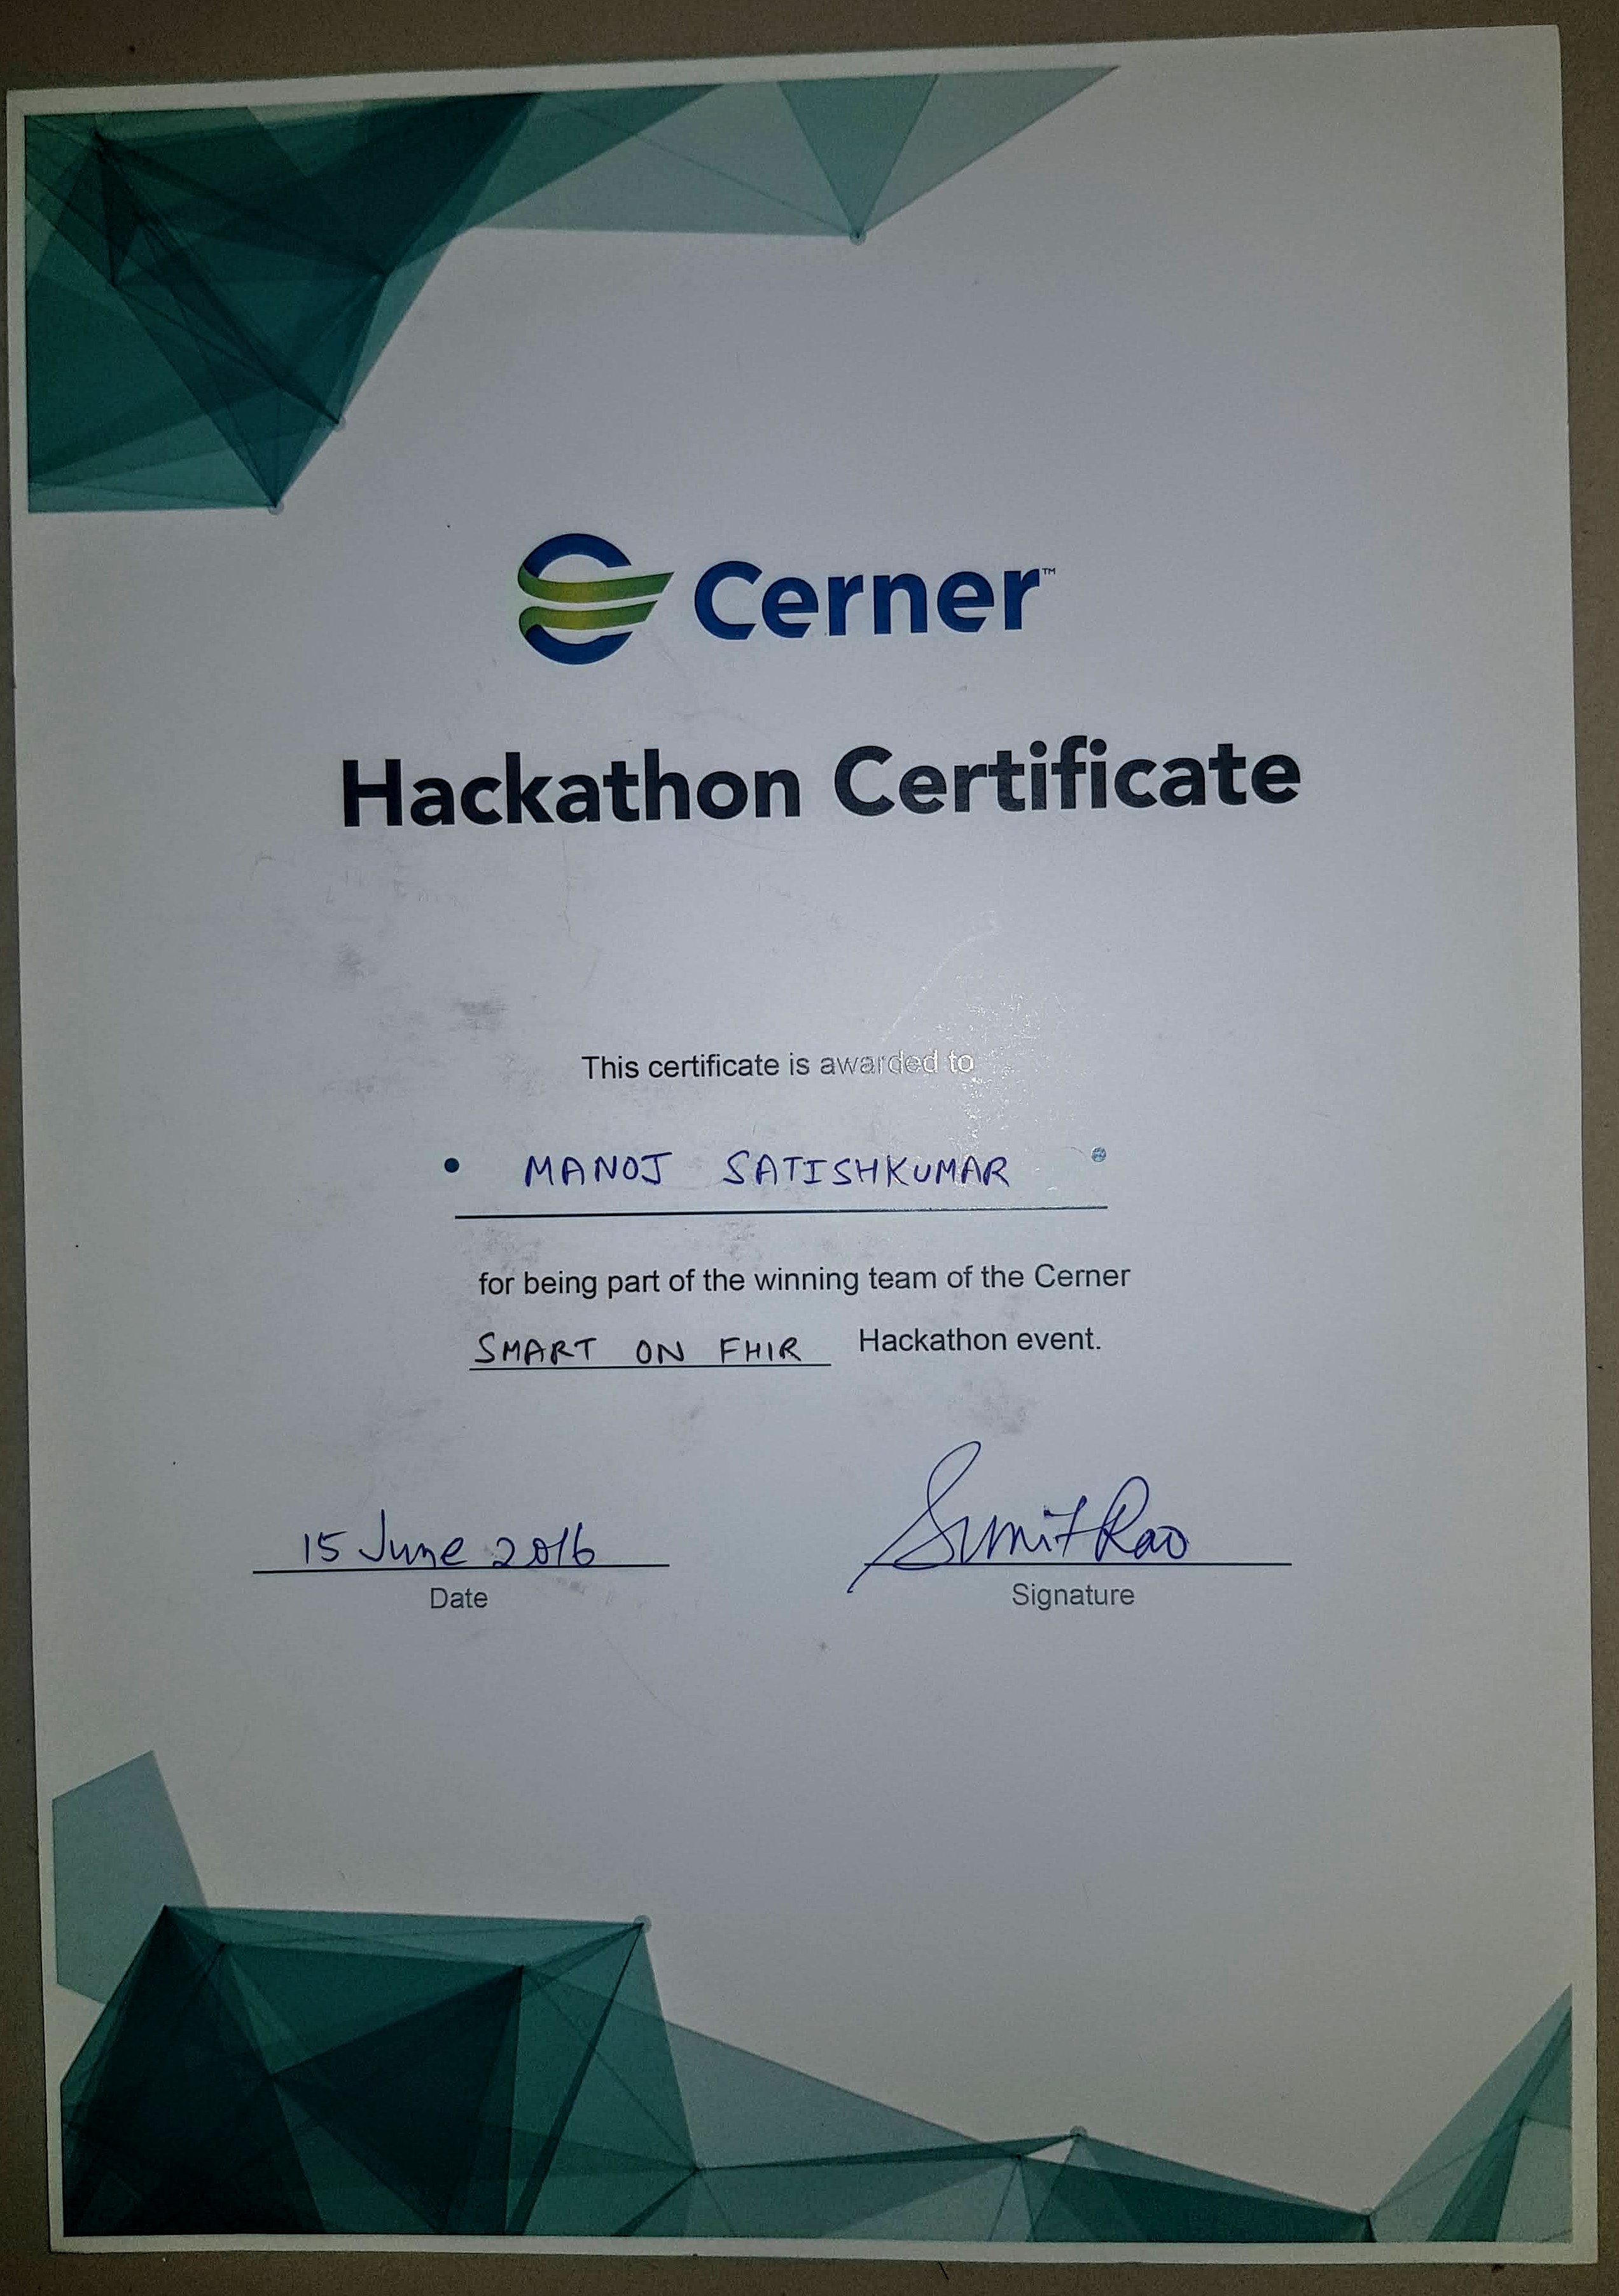 Cerner™
Hackathon Certificate
This certificate is awarded to
MANOJ SATISHKUMAR
for being part of the winning team of the Cerner
SMART ON FHIR Hackathon event.
15 June 2016 Sumit Rao
Date Signature